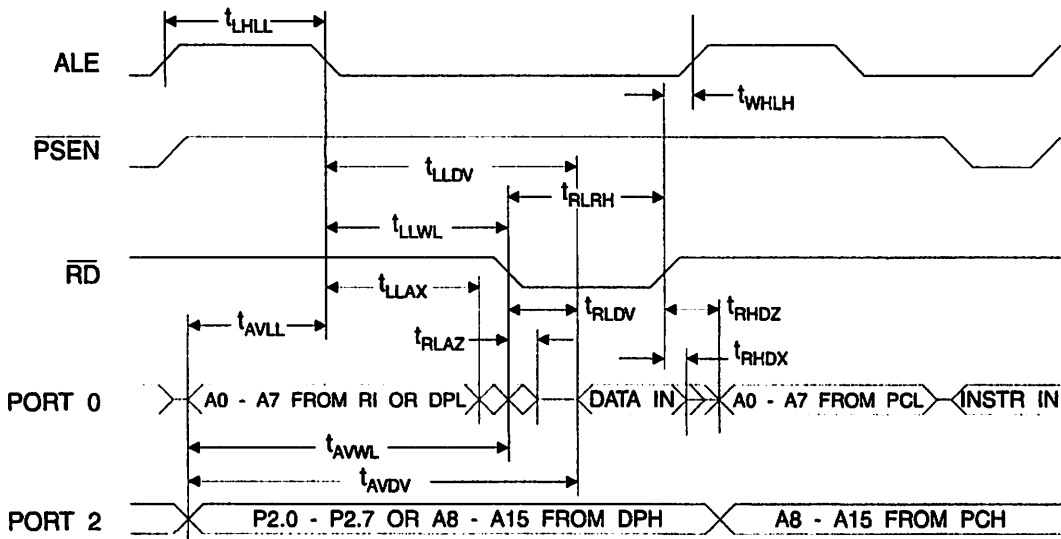 tLHLL
ALE
tWHLH
PSEN
tLLDV
tRLRH
tLLWL
RD
tLLAX
tRLDV
tRHDZ
tAVLL
tRLAZ
tRHDX
PORT 0
A0 - A7 FROM RI OR DPL
DATA IN
A0 - A7 FROM PCL
INSTR IN
tAVWL
tAVDV
PORT 2
P2.0 - P2.7 OR A8 - A15 FROM DPH
A8 - A15 FROM PCH